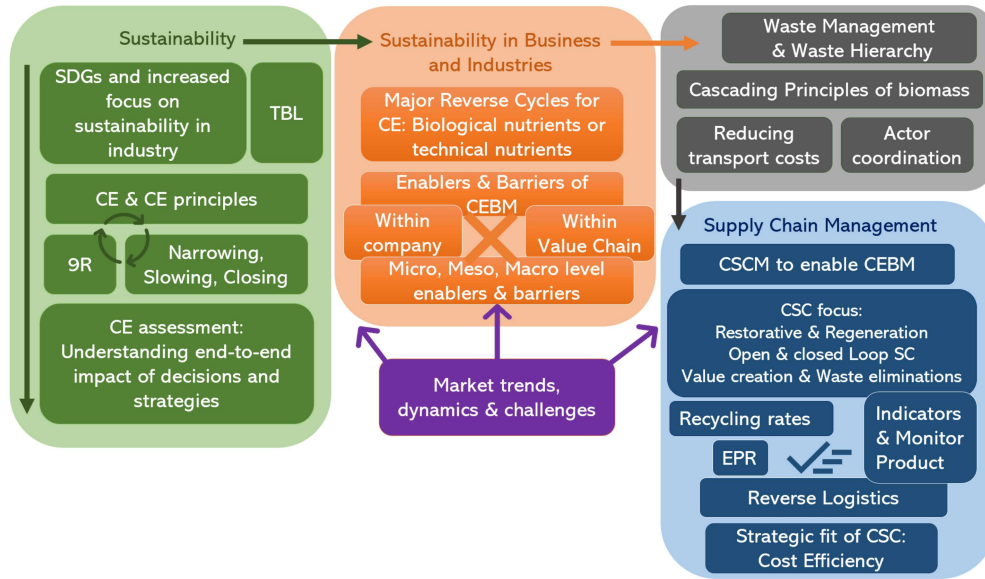 Sustainability
SDGs and increased
focus on
sustainability in
industry
TBL
CE & CE principles
9R
Narrowing,
Slowing, Closing
CE assessment:
Understanding end-to-end
impact of decisions and
strategies
Sustainability in Business
and Industries
Major Reverse Cycles for
CE: Biological nutrients or
technical nutrients
Enablers & Barriers of
CEBM
Within
company
Within
Value Chain
Micro, Meso, Macro level
enablers & barriers
Market trends,
dynamics & challenges
Waste Management
& Waste Hierarchy
Cascading Principles of biomass
Reducing
transport costs
Actor
coordination
Supply Chain Management
CSCM to enable CEBM
CSC focus:
Restorative & Regeneration
Open & closed Loop SC
Value creation & Waste eliminations
Recycling rates
Indicators
& Monitor
Product
EPR
Reverse Logistics
Strategic fit of CSC:
Cost Efficiency